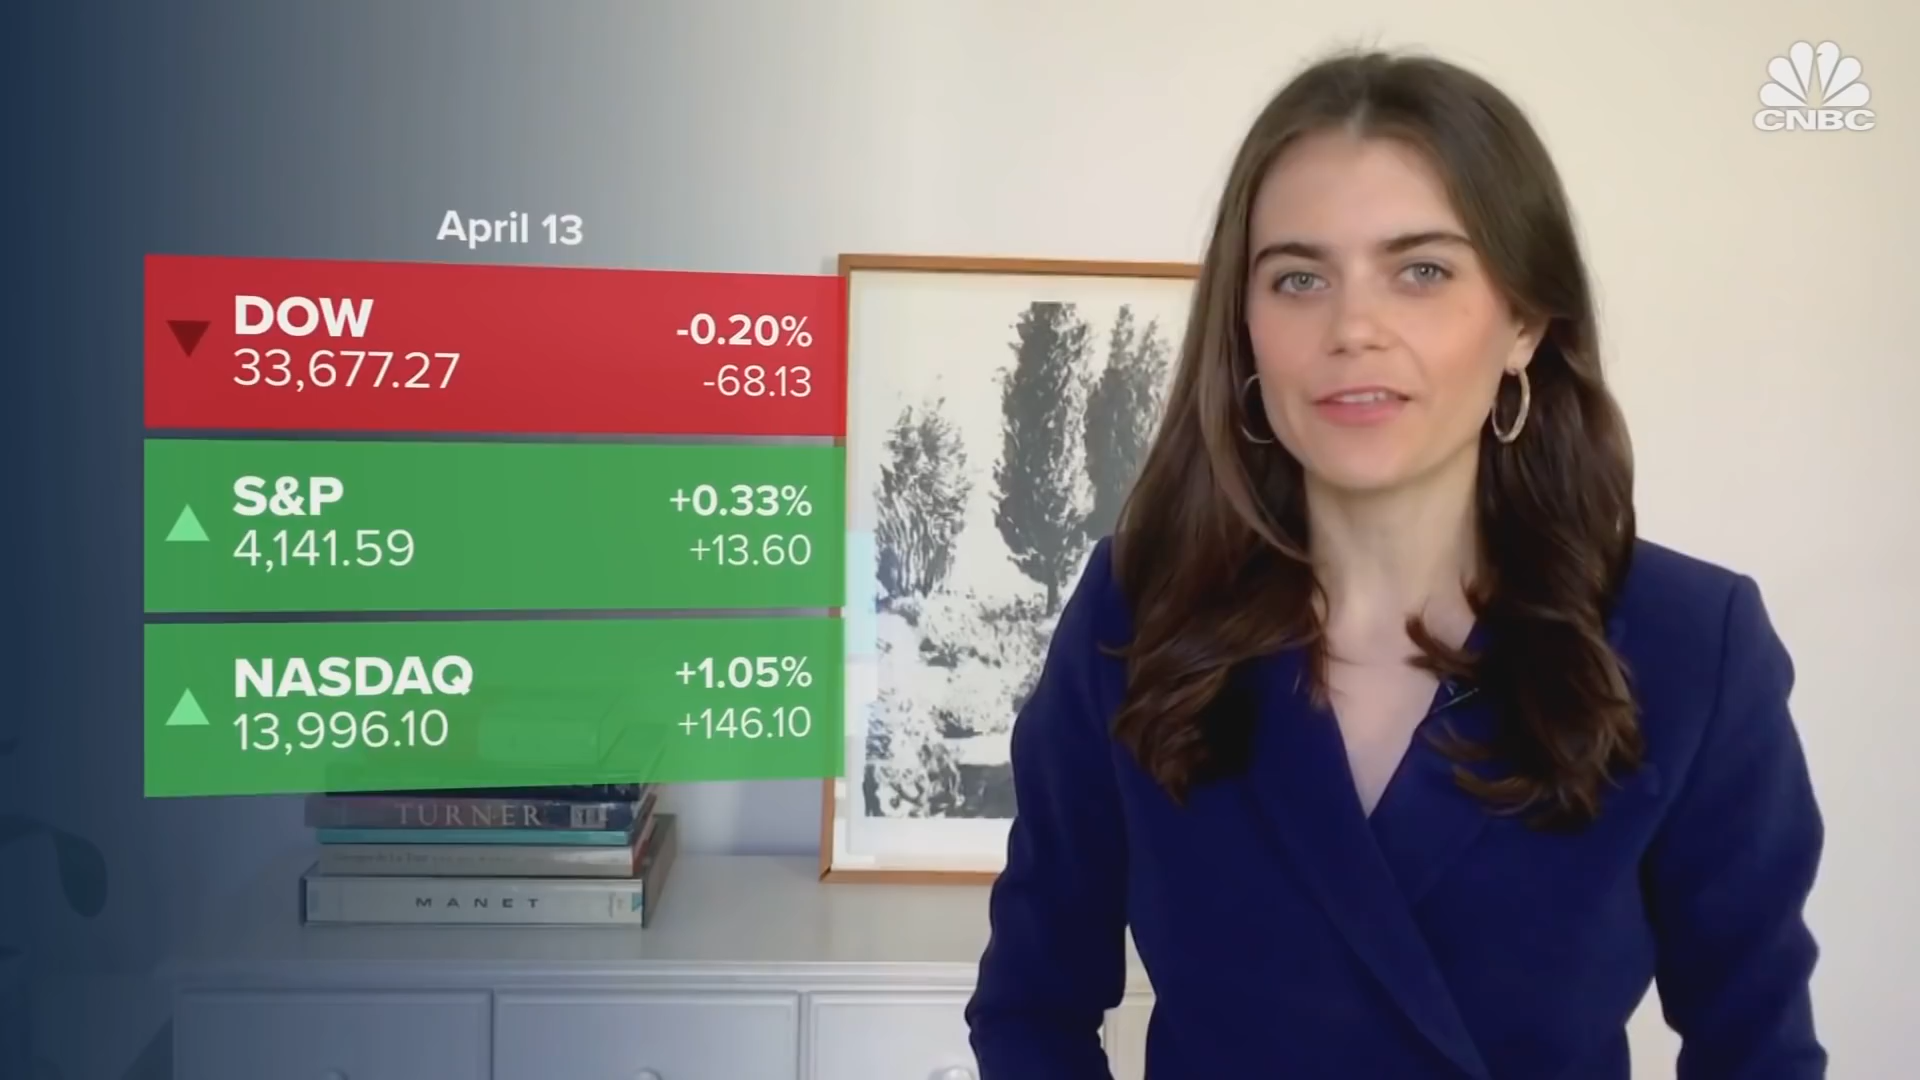 CNBC
April 13
DOW
33,677.27
-0.20%
-68.13
S&P
4,141.59
+0.33%
+13.60
NASDAQ
13,996.10
+1.05%
+146.10
TURNER
MANET